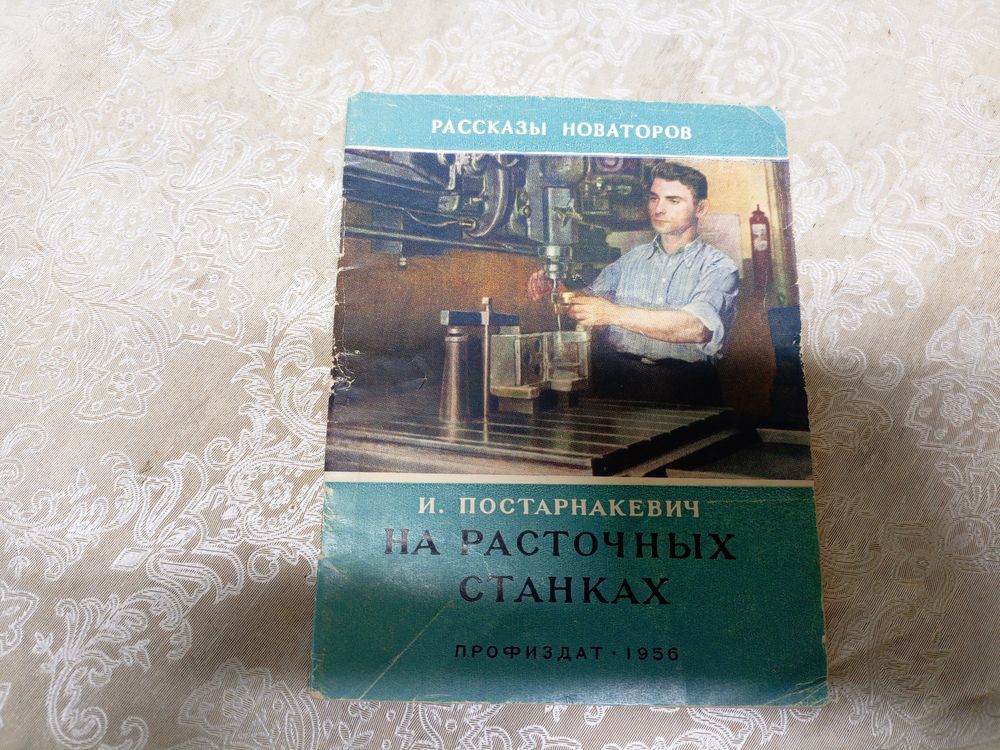 РАССКАЗЫ НОВАТОРОВ
И. ПОСТАРНАКЕВИЧ
НА РАСТОЧНЫХ
СТАНКАХ
ПРОФИЗДАТ · 1956